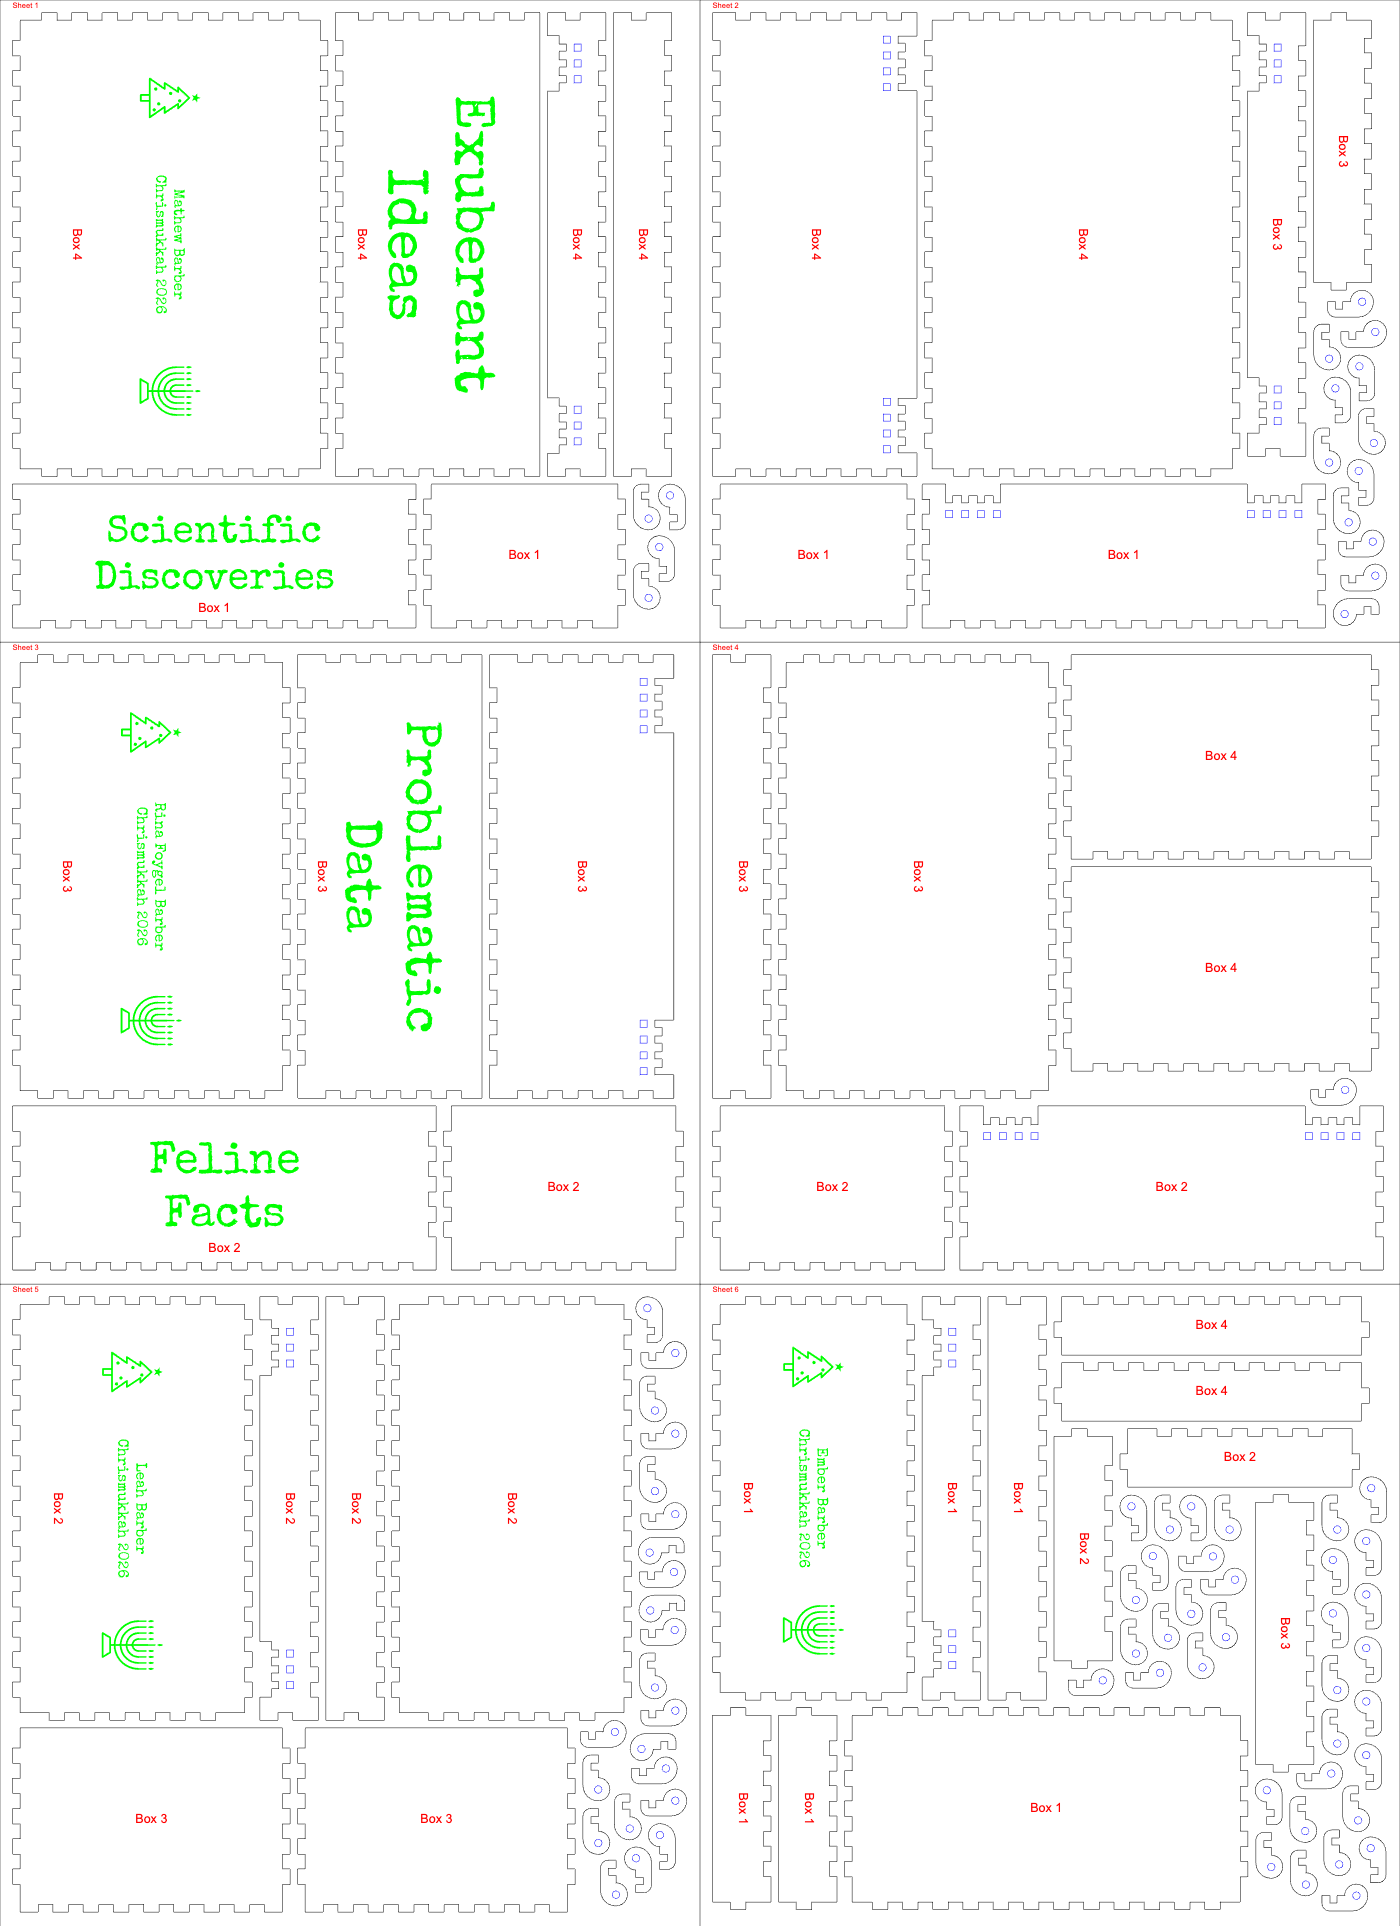 Sheet 1
Box 4
Mathew Barber
Chrismukkah 2026
Box 4
Exuberant
Ideas
Box 4
Box 4
Scientific
Discoveries
Box 1
Box 1
Sheet 2
Box 4
Box 4
Box 3
Box 3
Box 1
Box 1
Sheet 3
Box 3
Rina Foygel Barber
Chrismukkah 2026
Box 3
Problematic
Data
Box 3
Feline
Facts
Box 2
Box 2
Sheet 4
Box 3
Box 3
Box 4
Box 4
Box 2
Box 2
Sheet 5
Box 2
Leah Barber
Chrismukkah 2026
Box 2
Box 2
Box 2
Box 3
Box 3
Sheet 6
Box 1
Ember Barber
Chrismukkah 2026
Box 1
Box 1
Box 4
Box 4
Box 2
Box 2
Box 3
Box 1
Box 1
Box 1